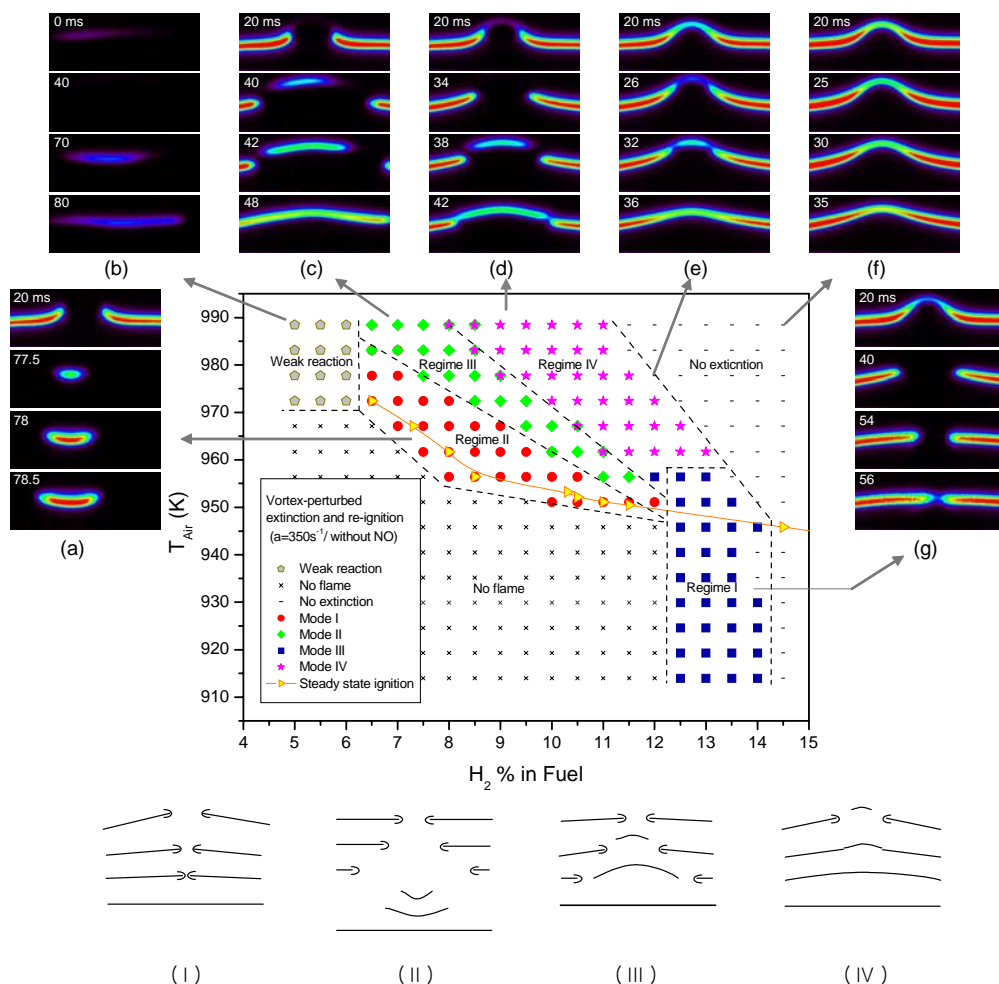 0 ms
40
70
80
(b)
20 ms
40
42
48
(c)
20 ms
34
38
42
(d)
20 ms
26
32
36
(e)
20 ms
25
30
35
(f)
20 ms
77.5
78
78.5
(a)
20 ms
40
54
56
(g)
990
980
970
960
950
940
930
920
910
T Air (K)
Weak reaction
Regime III
Regime IV
No exticntion
Regime II
No flame
Regime I
Vortex-perturbed
extinction and re-ignition
(a=350s⁻¹/ without NO)
Weak reaction
No flame
No extinction
Mode I
Mode II
Mode III
Mode IV
Steady state ignition
4 5 6 7 8 9 10 11 12 13 14 15
H₂ % in Fuel
( I ) ( II ) ( III ) ( IV )